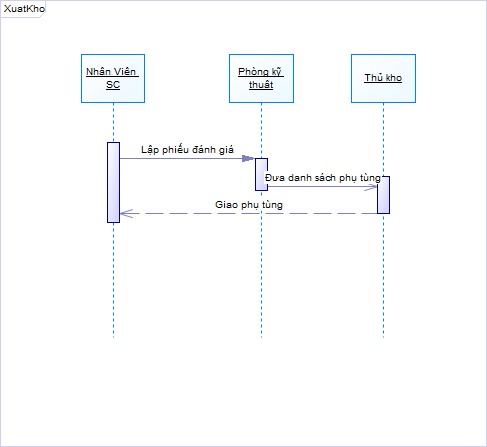 XuatKho
Nhân Viên
SC
Phòng kỹ
thuật
Thủ kho
Lập phiếu đánh giá
Đưa danh sách phụ tùng
Giao phụ tùng